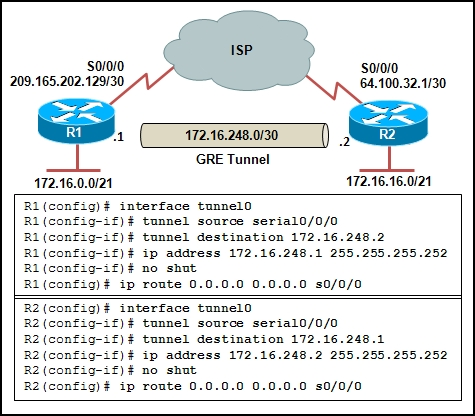 ISP
S0/0/0
209.165.202.129/30
S0/0/0
64.100.32.1/30
R1
.1
172.16.248.0/30
.2
R2
GRE Tunnel
172.16.0.0/21
172.16.16.0/21
R1(config)# interface tunnel0
R1(config-if)# tunnel source serial0/0/0
R1(config-if)# tunnel destination 172.16.248.2
R1(config-if)# ip address 172.16.248.1 255.255.255.252
R1(config-if)# no shut
R1(config)# ip route 0.0.0.0 0.0.0.0 s0/0/0
R2(config)# interface tunnel0
R2(config-if)# tunnel source serial0/0/0
R2(config-if)# tunnel destination 172.16.248.1
R2(config-if)# ip address 172.16.248.2 255.255.255.252
R2(config-if)# no shut
R2(config)# ip route 0.0.0.0 0.0.0.0 s0/0/0